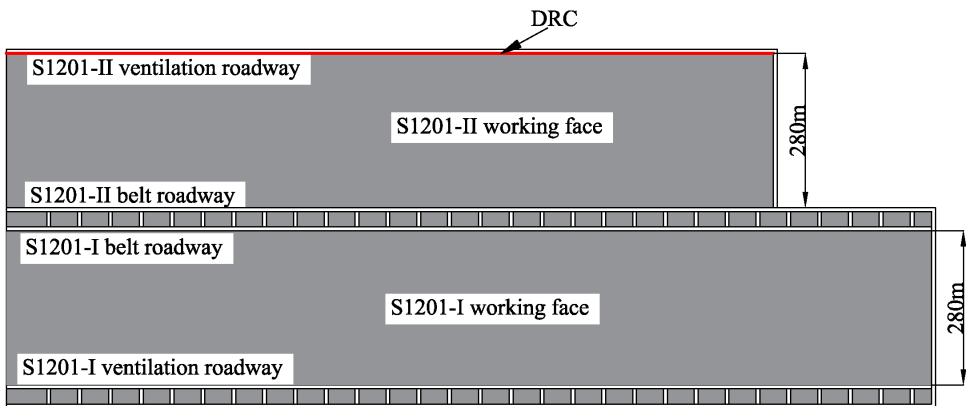 DRC
S1201-II ventilation roadway
S1201-II working face
280m
S1201-II belt roadway
S1201-I belt roadway
S1201-I working face
280m
S1201-I ventilation roadway